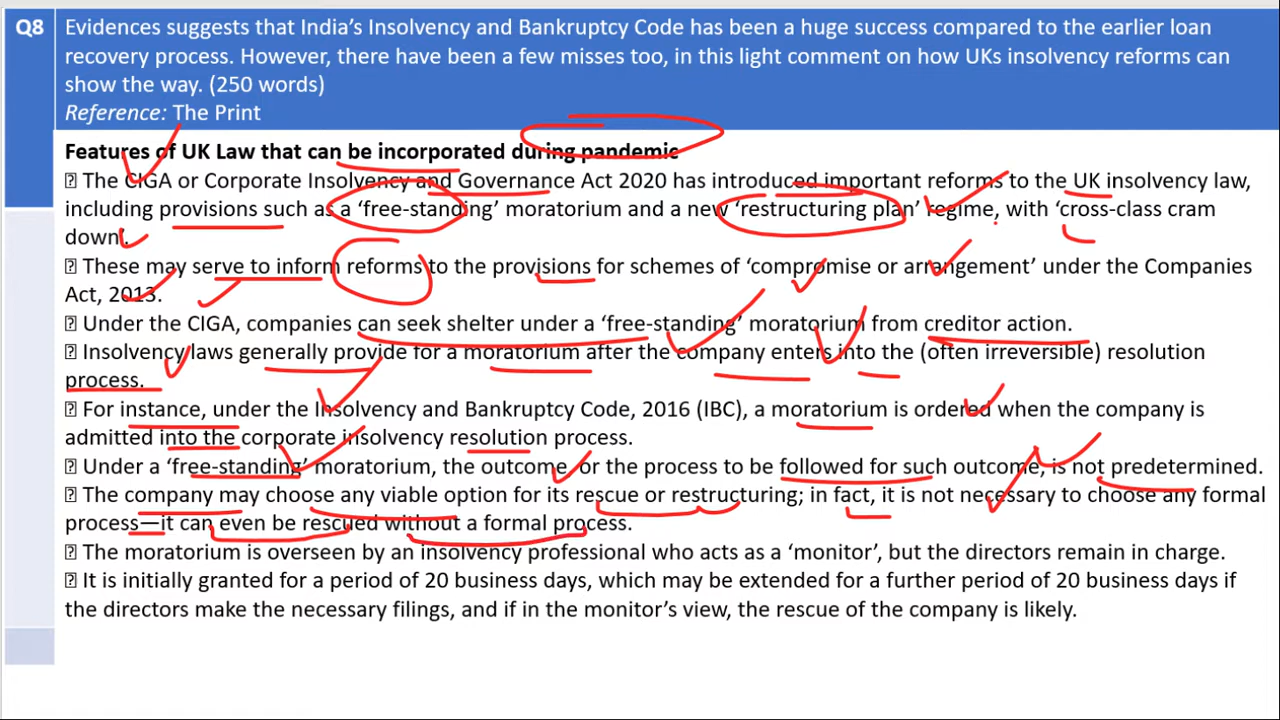 Q8
Evidences suggests that India's Insolvency and Bankruptcy Code has been a huge success compared to the earlier loan
recovery process. However, there have been a few misses too, in this light comment on how UKs insolvency reforms can
show the way. (250 words)
Reference: The Print
Features of UK Law that can be incorporated during pandemic
The CIGA or Corporate Insolvency and Governance Act 2020 has introduced important reforms to the UK insolvency law,
including provisions such as a 'free-standing' moratorium and a new 'restructuring plan' regime, with 'cross-class cram
down'.
These may serve to inform reforms to the provisions for schemes of 'compromise or arrangement' under the Companies
Act, 2013.
Under the CIGA, companies can seek shelter under a 'free-standing' moratorium from creditor action.
Insolvency laws generally provide for a moratorium after the company enters into the (often irreversible) resolution
process.
For instance, under the Insolvency and Bankruptcy Code, 2016 (IBC), a moratorium is ordered when the company is
admitted into the corporate insolvency resolution process.
Under a 'free-standing' moratorium, the outcome, or the process to be followed for such outcome, is not predetermined.
The company may choose any viable option for its rescue or restructuring; in fact, it is not necessary to choose any formal
process—it can even be rescued without a formal process.
The moratorium is overseen by an insolvency professional who acts as a 'monitor', but the directors remain in charge.
It is initially granted for a period of 20 business days, which may be extended for a further period of 20 business days if
the directors make the necessary filings, and if in the monitor's view, the rescue of the company is likely.